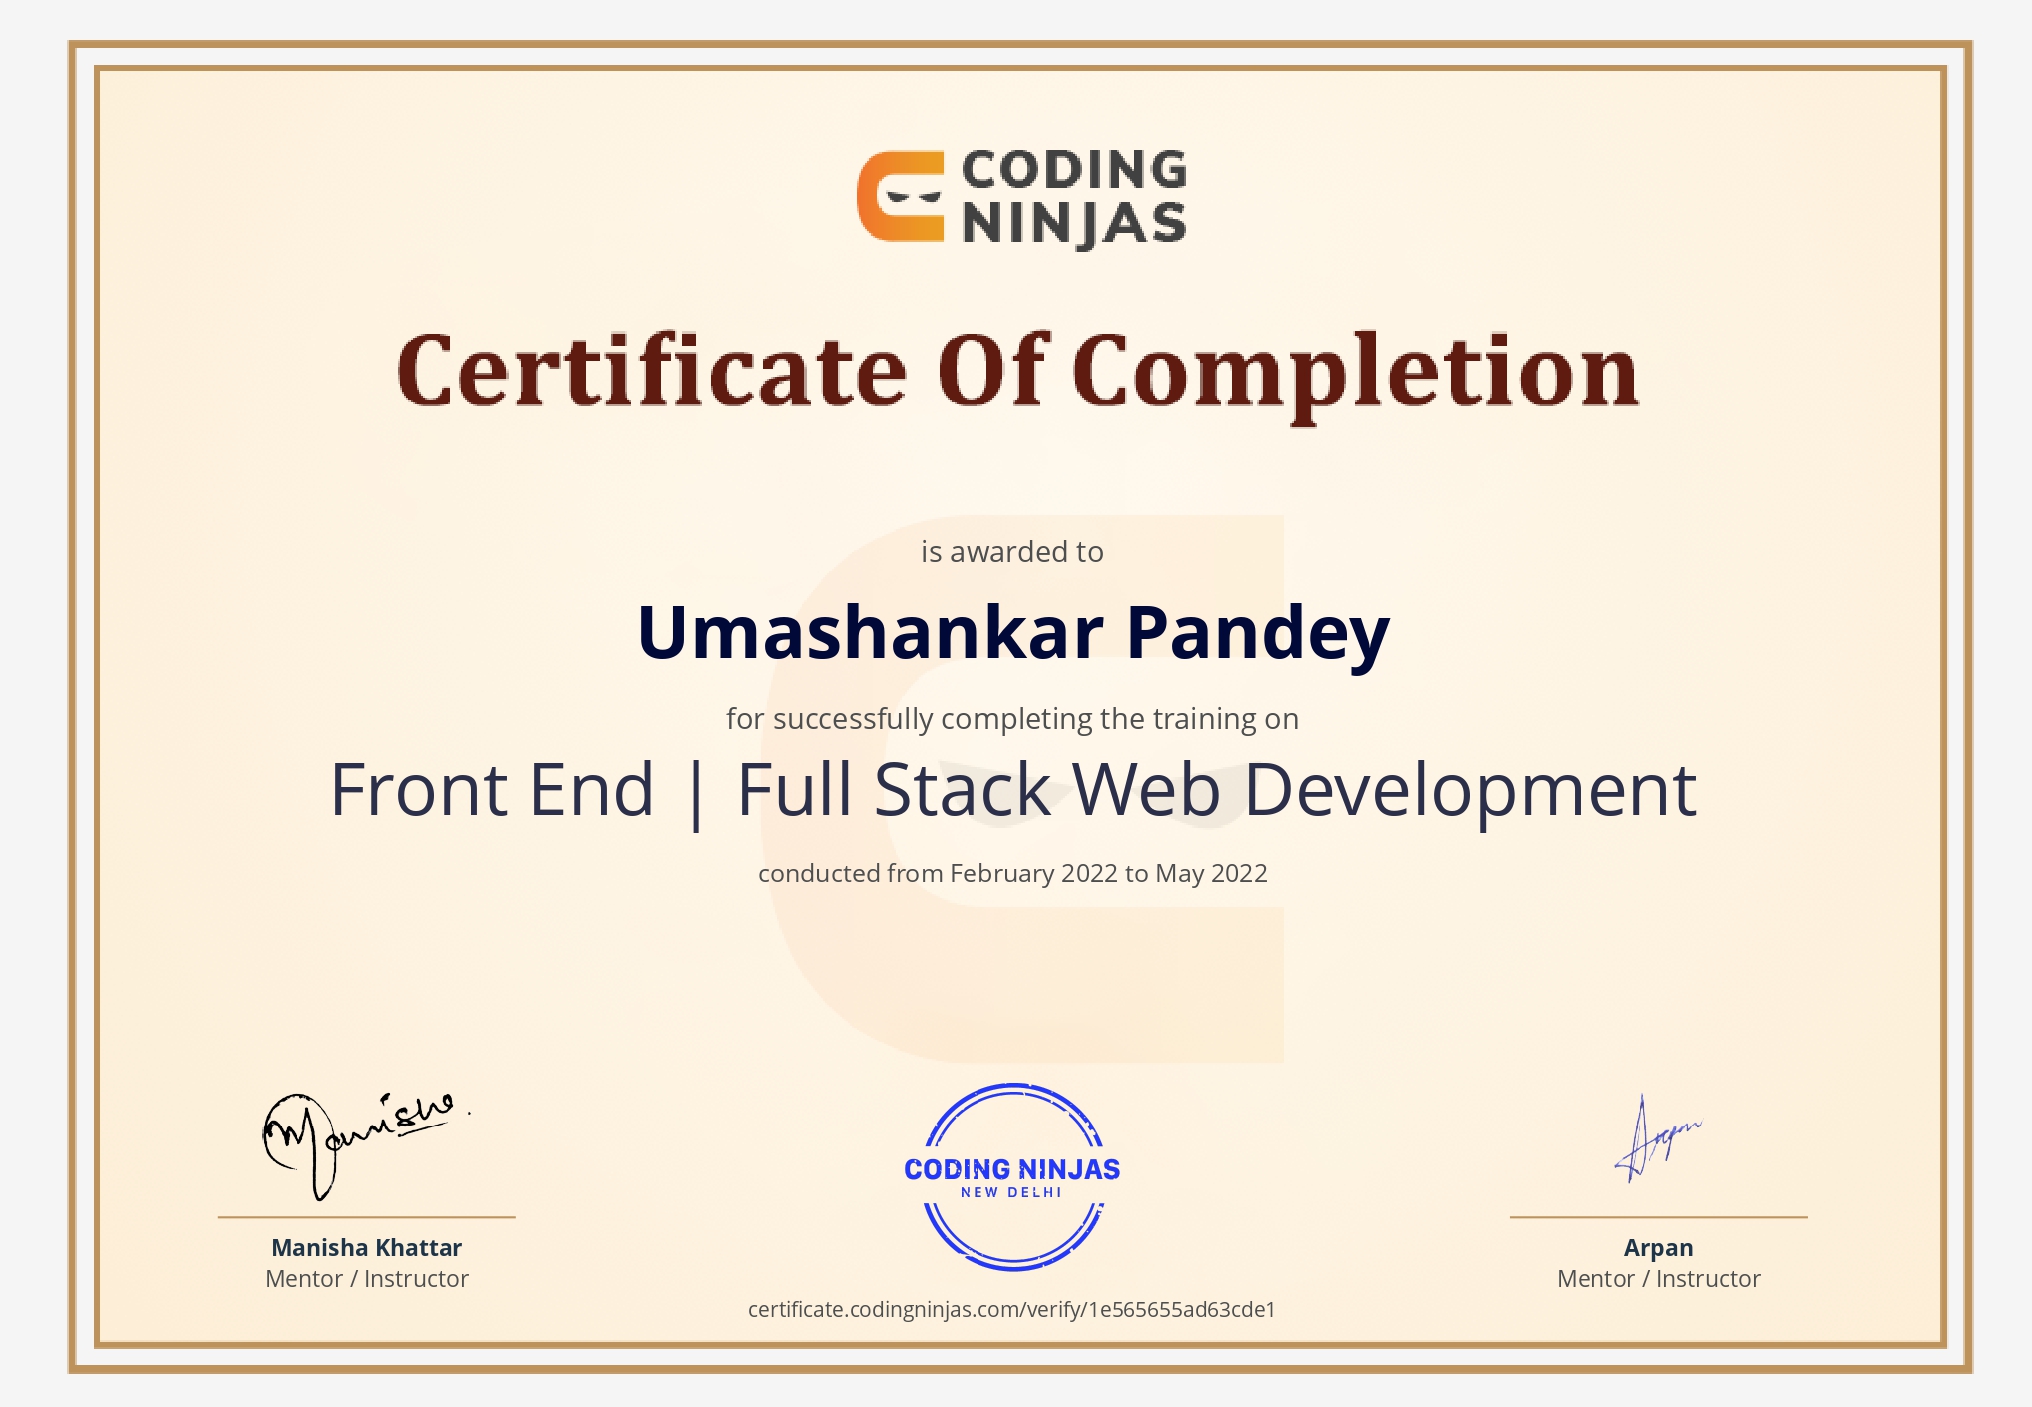 CODING
NINJAS
Certificate Of Completion
is awarded to
Umashankar Pandey
for successfully completing the training on
Front End | Full Stack Web Development
conducted from February 2022 to May 2022
Manisha.
Arpan
CODING NINJAS
NEW DELHI
Manisha Khattar
Mentor / Instructor
Arpan
Mentor / Instructor
certificate.codingninjas.com/verify/1e565655ad63cde1